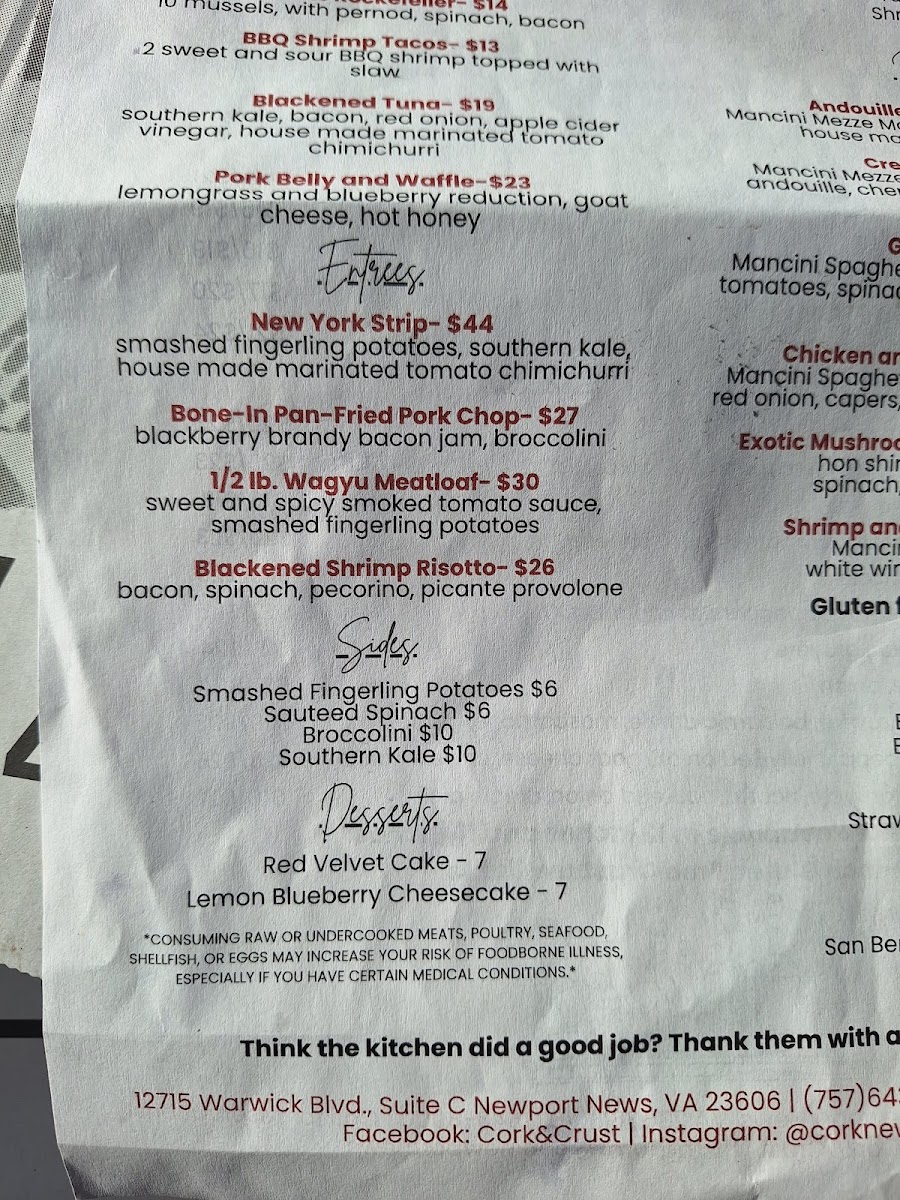 $14
10 mussels, with pernod, spinach, bacon
BBQ Shrimp Tacos- $13
2 sweet and sour BBQ shrimp topped with
slaw
Blackened Tuna- $19
southern kale, bacon, red onion, apple cider
vinegar, house made marinated tomato
chimichurri
Pork Belly and Waffle-$23
lemongrass and blueberry reduction, goat
cheese, hot honey
Entrees
New York Strip- $44
smashed fingerling potatoes, southern kale,
house made marinated tomato chimichurri
Bone-In Pan-Fried Pork Chop- $27
blackberry brandy bacon jam, broccolini
1/2 lb. Wagyu Meatloaf- $30
sweet and spicy smoked tomato sauce,
smashed fingerling potatoes
Blackened Shrimp Risotto- $26
bacon, spinach, pecorino, picante provolone
Sides
Smashed Fingerling Potatoes $6
Sauteed Spinach $6
Broccolini $10
Southern Kale $10
Desserts
Red Velvet Cake - 7
Lemon Blueberry Cheesecake - 7
*CONSUMING RAW OR UNDERCOOKED MEATS, POULTRY, SEAFOOD,
SHELLFISH, OR EGGS MAY INCREASE YOUR RISK OF FOODBORNE ILLNESS,
ESPECIALLY IF YOU HAVE CERTAIN MEDICAL CONDITIONS.*
Andouille
Mancini Mezze
house
Mancini Mezze
andouille,
Mancini
tomatoes,
Chicken
Mancini
red onion, capers,
Exotic
hon
spinach,
Shrimp
white
Gluten
San
Think the kitchen did a good job? Thank them with a
12715 Warwick Blvd., Suite C Newport News, VA 23606 | (757)64
Facebook: Cork&Crust | Instagram: @corknew